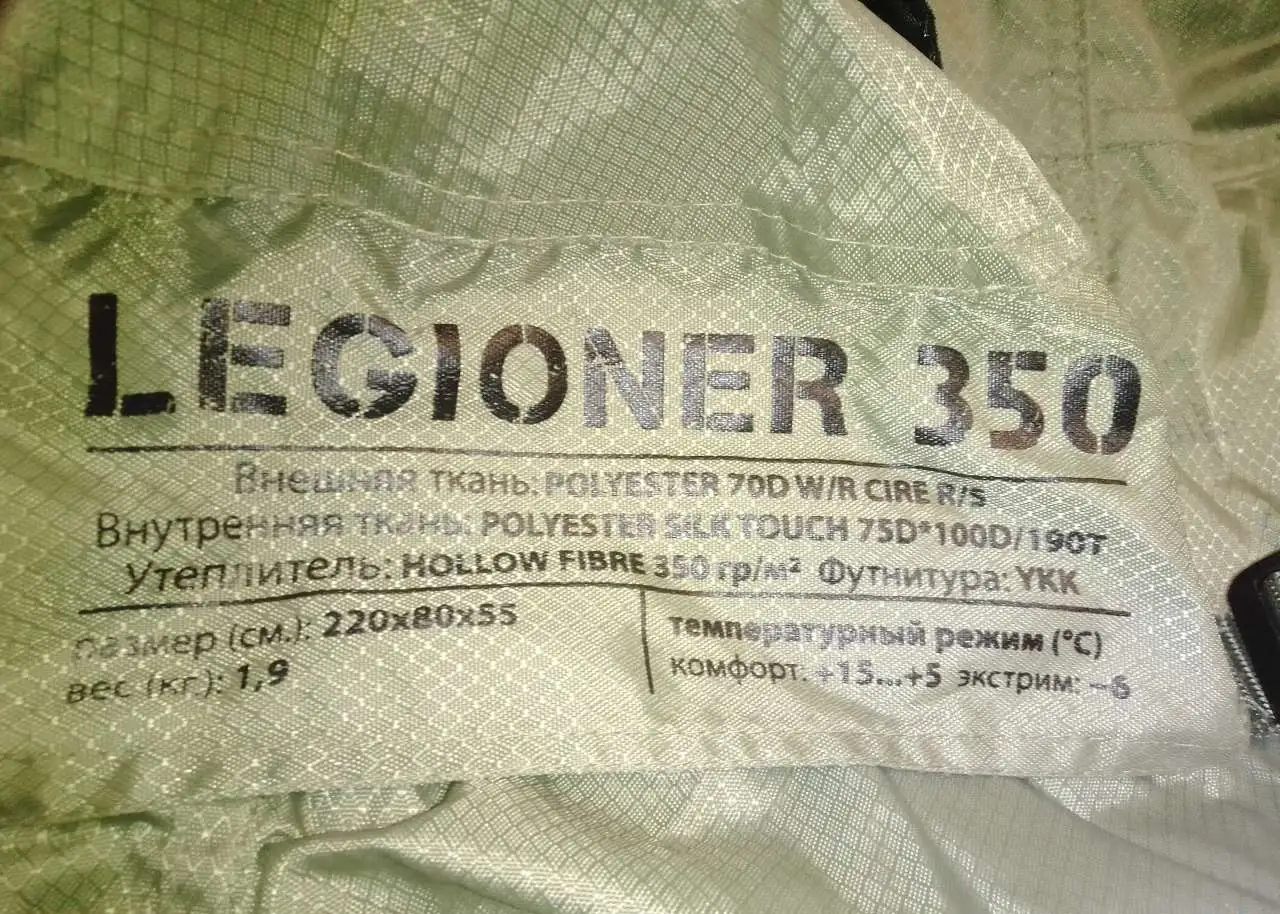 LEGIONER 350
Внешняя ткань: POLYESTER 70D W/R CIRE R/S
Внутренняя ткань: POLYESTER SILK TOUCH 75D*100D/190T
Утеплитель: HOLLOW FIBRE 350 гр/м² Футнитура: YKK
размер (см.): 220x80x55
вес (кг): 1,9
температурный режим (°C)
комфорт: +15...+5 экстрим: –6